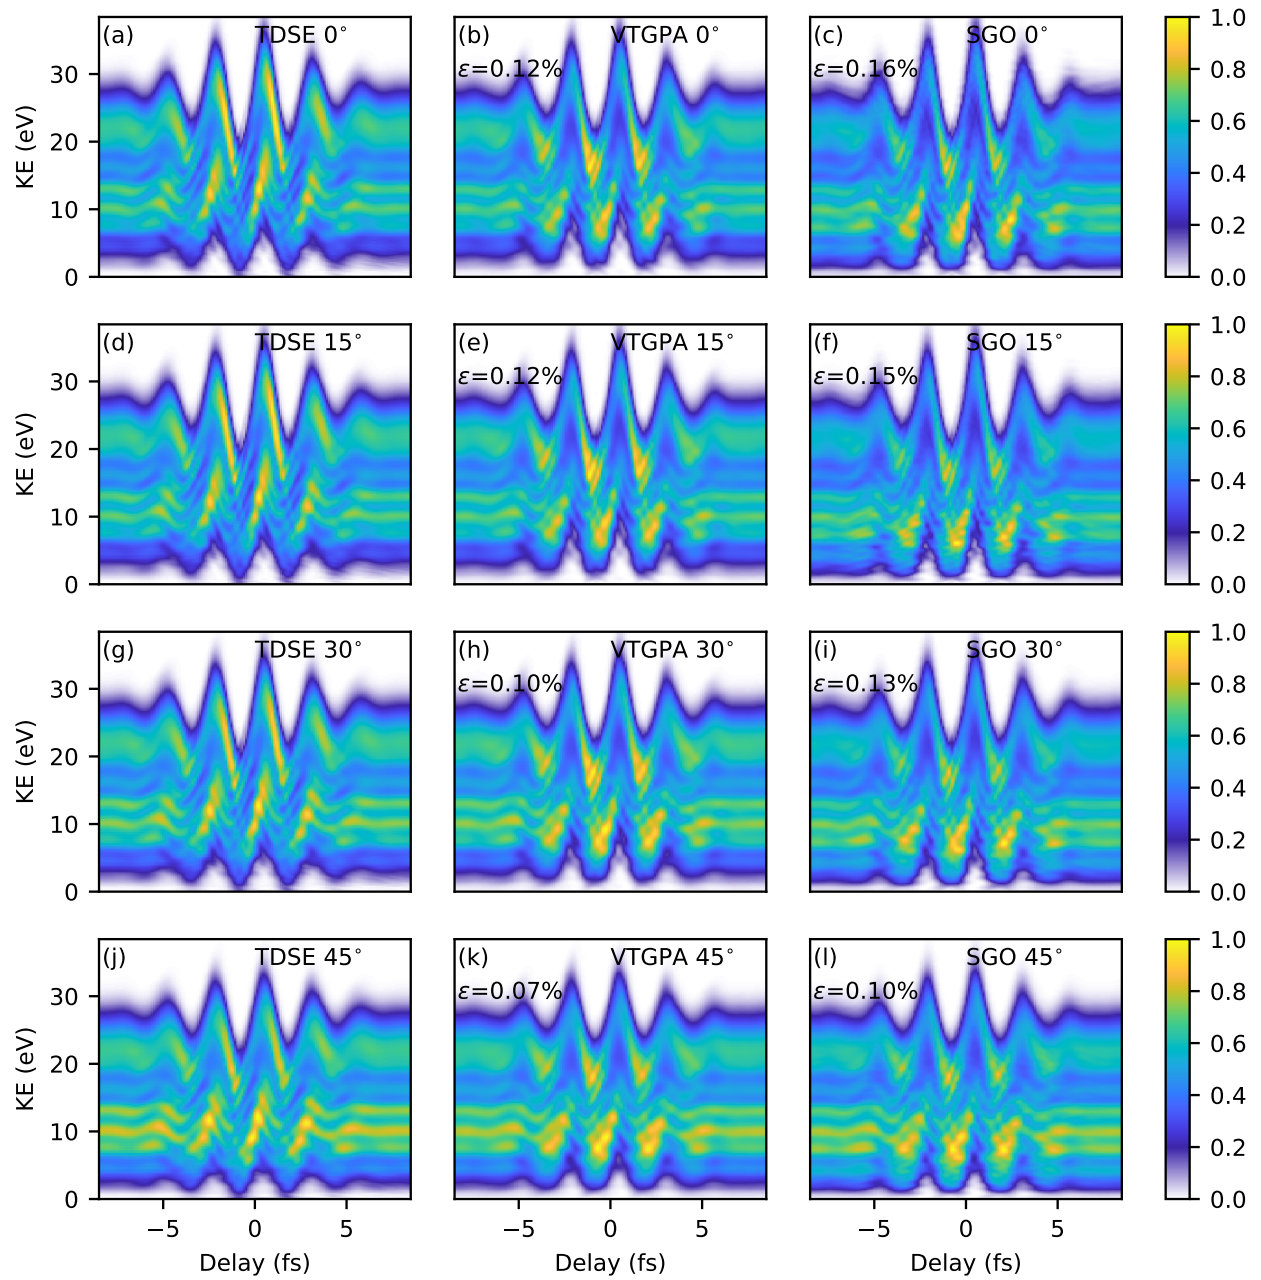 (a) TDSE 0°
(b) VTGPA 0°
(c) SGO 0°
ε=0.12%
ε=0.16%
KE (eV)
30
20
10
0
1.0
0.8
0.6
0.4
0.2
0.0
(d) TDSE 15°
(e) VTGPA 15°
(f) SGO 15°
ε=0.12%
ε=0.15%
KE (eV)
30
20
10
0
1.0
0.8
0.6
0.4
0.2
0.0
(g) TDSE 30°
(h) VTGPA 30°
(i) SGO 30°
ε=0.10%
ε=0.13%
KE (eV)
30
20
10
0
1.0
0.8
0.6
0.4
0.2
0.0
(j) TDSE 45°
(k) VTGPA 45°
(l) SGO 45°
ε=0.07%
ε=0.10%
KE (eV)
30
20
10
0
1.0
0.8
0.6
0.4
0.2
0.0
−5 0 5
−5 0 5
−5 0 5
Delay (fs)
Delay (fs)
Delay (fs)